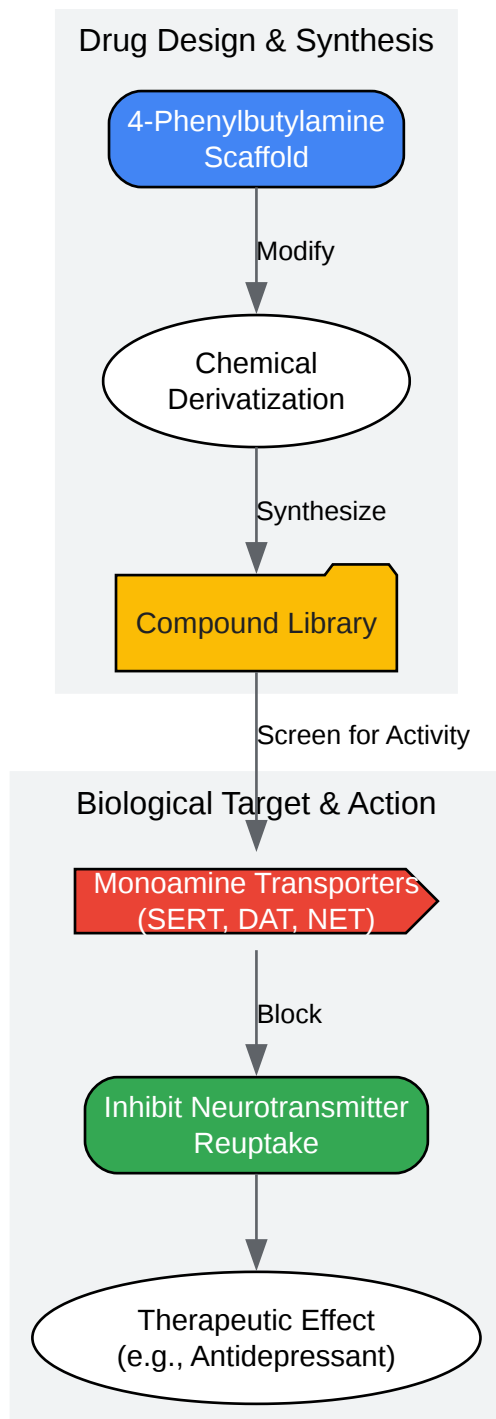 Drug Design & Synthesis
4-Phenylbutylamine
Scaffold
Modify
Chemical
Derivatization
Synthesize
Compound Library
Screen for Activity
Biological Target & Action
Monoamine Transporters
(SERT, DAT, NET)
Block
Inhibit Neurotransmitter
Reuptake
Therapeutic Effect
(e.g., Antidepressant)